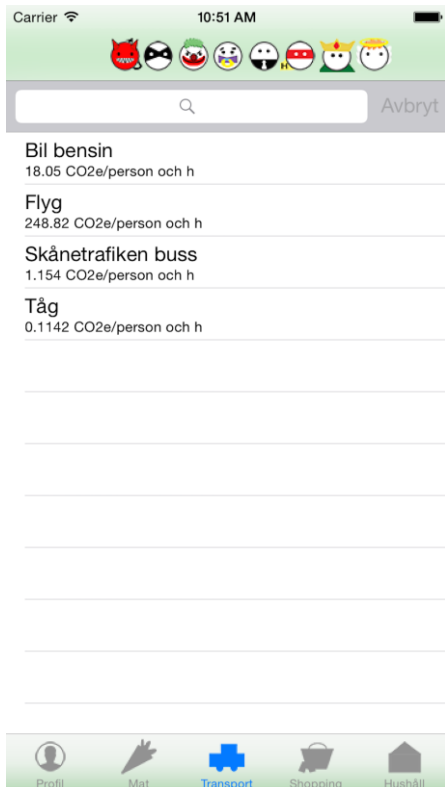 Carrier 10:51 AM
H
Avbryt
Bil bensin
18.05 CO2e/person och h
Flyg
248.82 CO2e/person och h
Skånetrafiken buss
1.154 CO2e/person och h
Tåg
0.1142 CO2e/person och h
Profil Mat Transport Shopping Hushåll